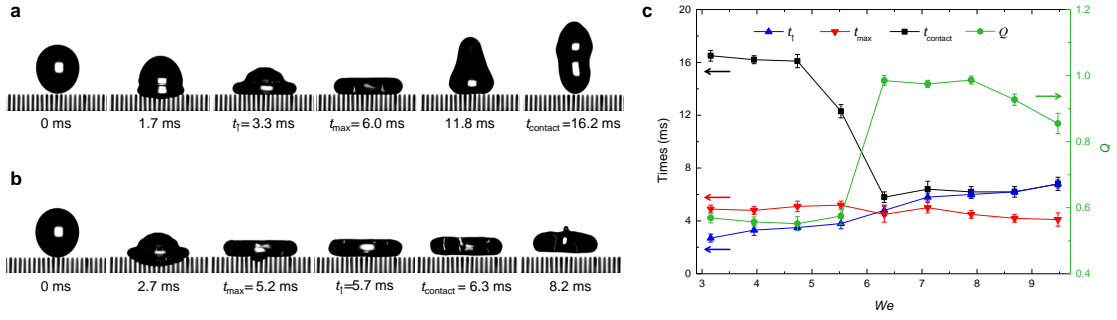 a
0 ms
1.7 ms
t↑= 3.3 ms
tmax= 6.0 ms
11.8 ms
tcontact=16.2 ms
b
0 ms
2.7 ms
tmax= 5.2 ms
t↑=5.7 ms
tcontact = 6.3 ms
8.2 ms
c
t↑ tmax tcontact Q
Times (ms)
20
16
12
8
4
0
3 4 5 6 7 8 9
We
1.2
1.0
0.8
0.6
0.4
Q